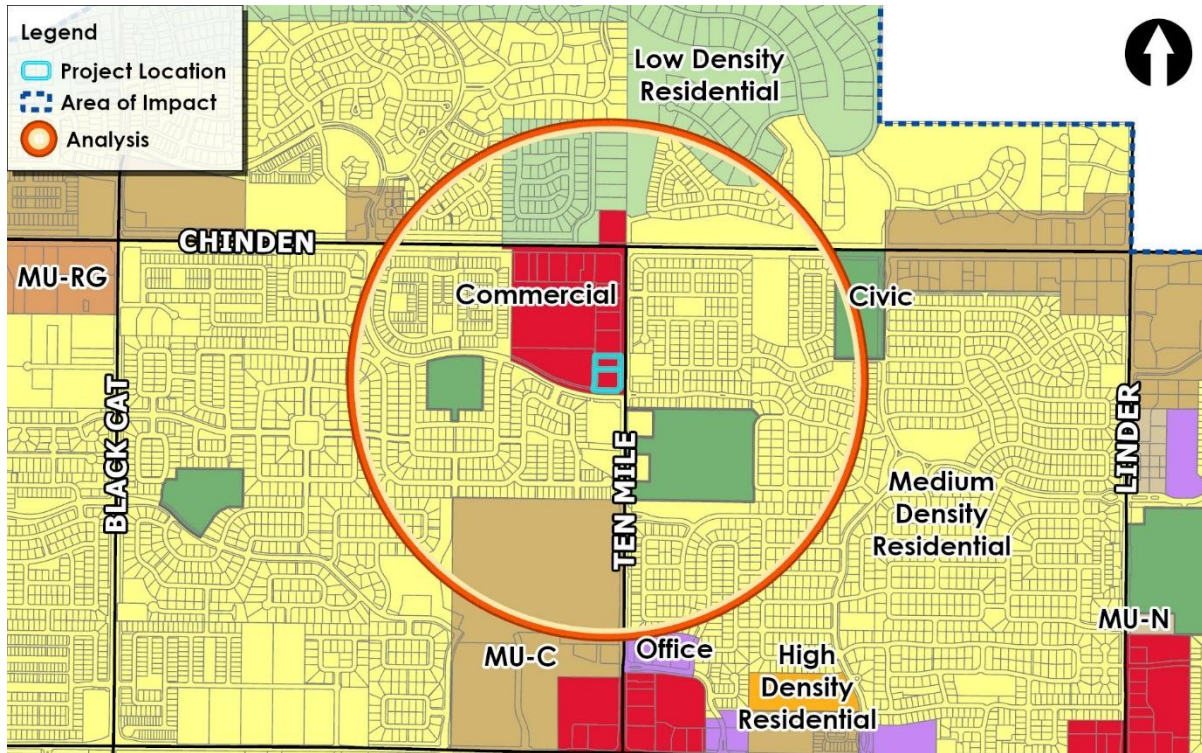 Legend
Project Location
Area of Impact
Analysis
Low Density
Residential
CHINDEN
MU-RG
Commercial
Civic
BLACK CAT
TEN MILE
LINDER
Medium
Density
Residential
MU-N
MU-C
Office
High
Density
Residential